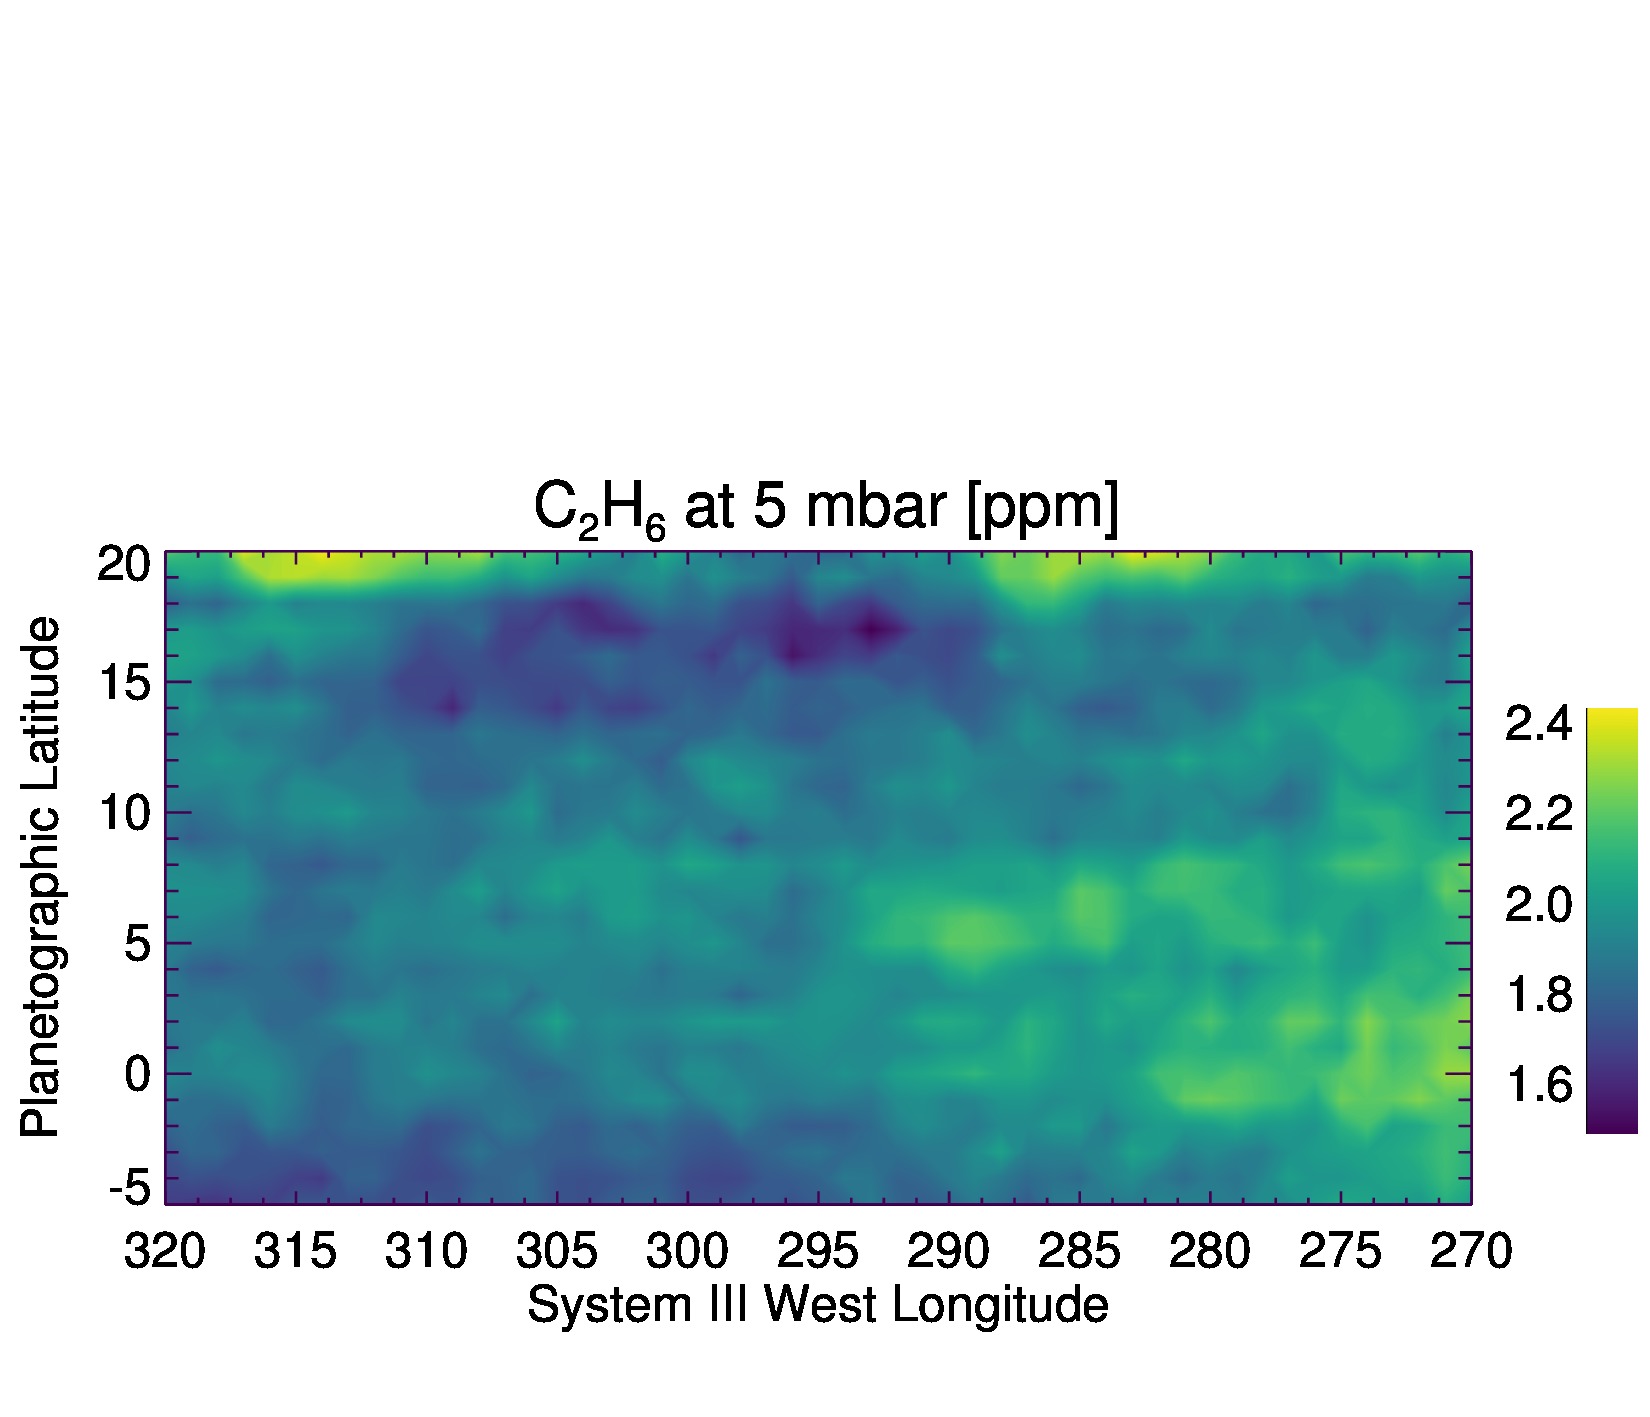 C₂H₆ at 5 mbar [ppm]
Planetographic Latitude
20
15
10
5
0
-5
320 315 310 305 300 295 290 285 280 275 270
System III West Longitude
2.4
2.2
2.0
1.8
1.6